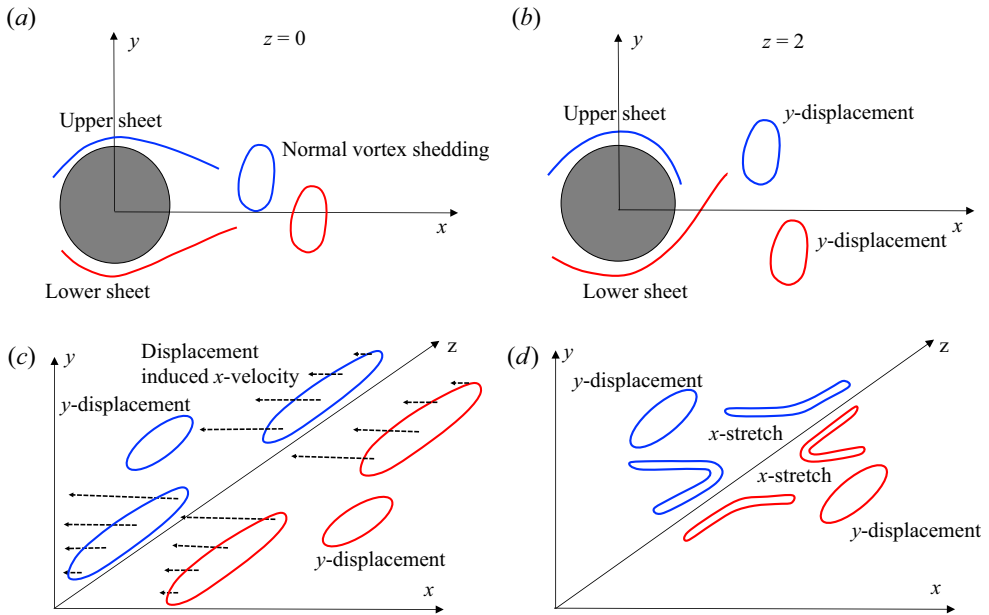 (a)
y
z = 0
Upper sheet
Normal vortex shedding
x
Lower sheet
(b)
y
z = 2
Upper sheet
y-displacement
x
y-displacement
Lower sheet
(c)
y
Displacement
induced x-velocity
z
y-displacement
y-displacement
x
(d)
y
z
y-displacement
x-stretch
x-stretch
y-displacement
x